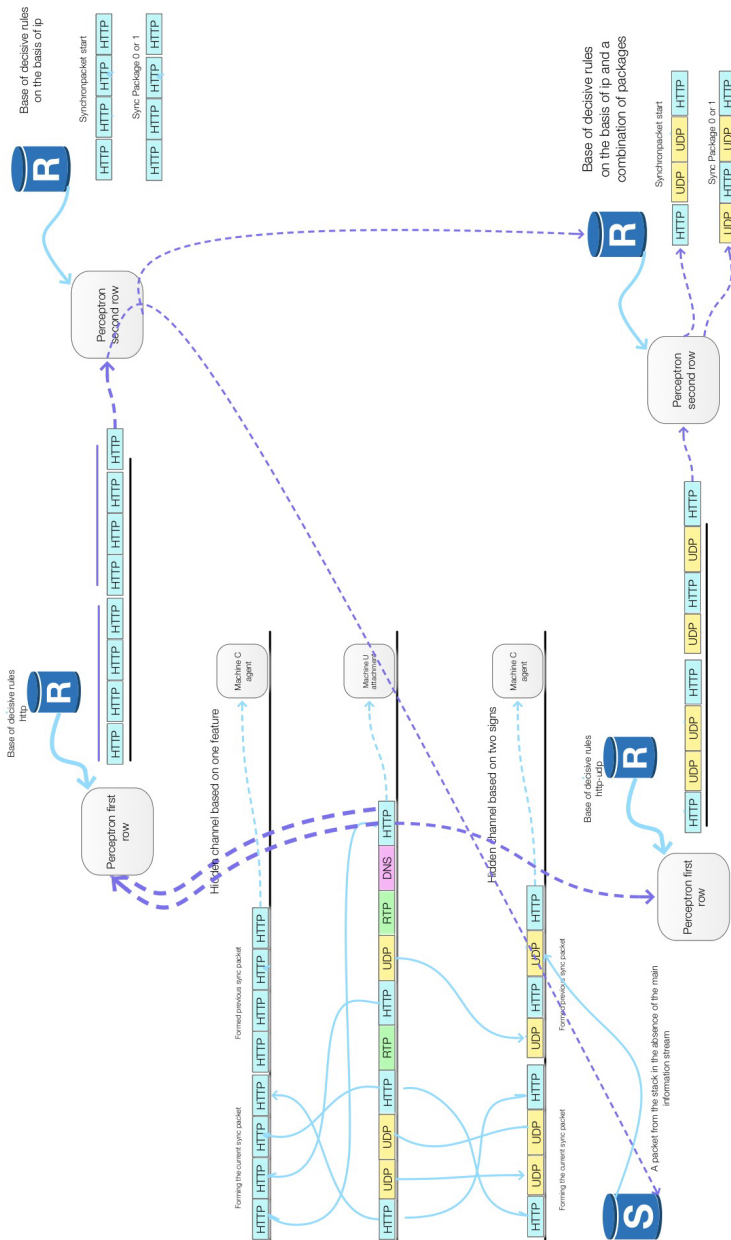 Base of decisive rules
http
R
Base of decisive rules
on the basis of ip
R
Perceptron first
row
HTTP HTTP HTTP HTTP HTTP HTTP HTTP HTTP
Perceptron
second row
Synchronpacket start
HTTP HTTP HTTP HTTP
Sync Package 0 or 1
HTTP HTTP HTTP HTTP
Hidden channel based on one feature
Forming the current sync packet
Formed previous sync packet
HTTP HTTP HTTP HTTP HTTP HTTP HTTP HTTP
Machine C
agent
HTTP UDP UDP HTTP RTP HTTP UDP RTP DNS HTTP
Machine U
attachment
Hidden channel based on two signs
HTTP UDP UDP HTTP UDP HTTP UDP HTTP
Machine C
agent
Forming the current sync packet
Formed previous sync packet
S
A packet from the stack in the absence of the main
information stream
Base of decisive rules
http-udp
R
Base of decisive rules
on the basis of ip and a
combination of packages
R
Perceptron first
row
HTTP UDP UDP HTTP UDP HTTP UDP HTTP
Perceptron
second row
Synchronpacket start
HTTP UDP UDP HTTP
Sync Package 0 or 1
UDP HTTP UDP HTTP